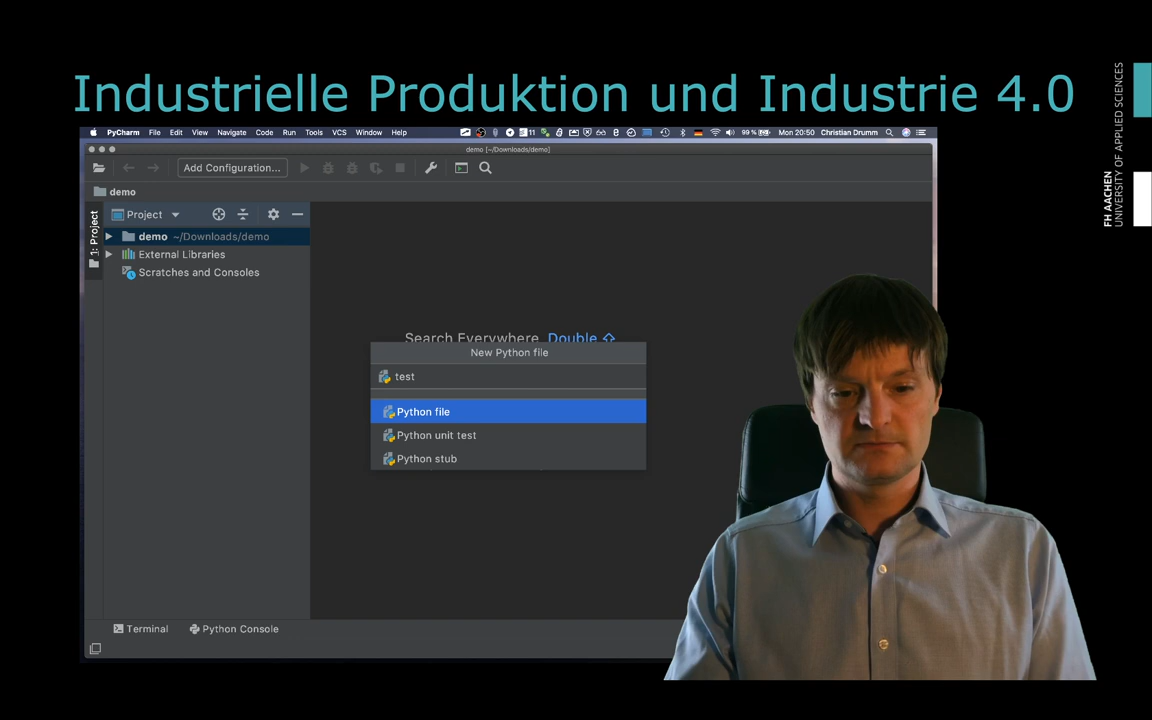 Industrielle Produktion und Industrie 4.0
FH AACHEN
UNIVERSITY OF APPLIED SCIENCES
PyCharm File Edit View Navigate Code Run Tools VCS Window Help 11 99 % Mon 20:50 Christian Drumm
demo [~/Downloads/demo]
Add Configuration...
demo
1: Project
Project
demo ~/Downloads/demo
External Libraries
Scratches and Consoles
Search Everywhere Double ⇧
New Python file
test
Python file
Python unit test
Python stub
Terminal Python Console